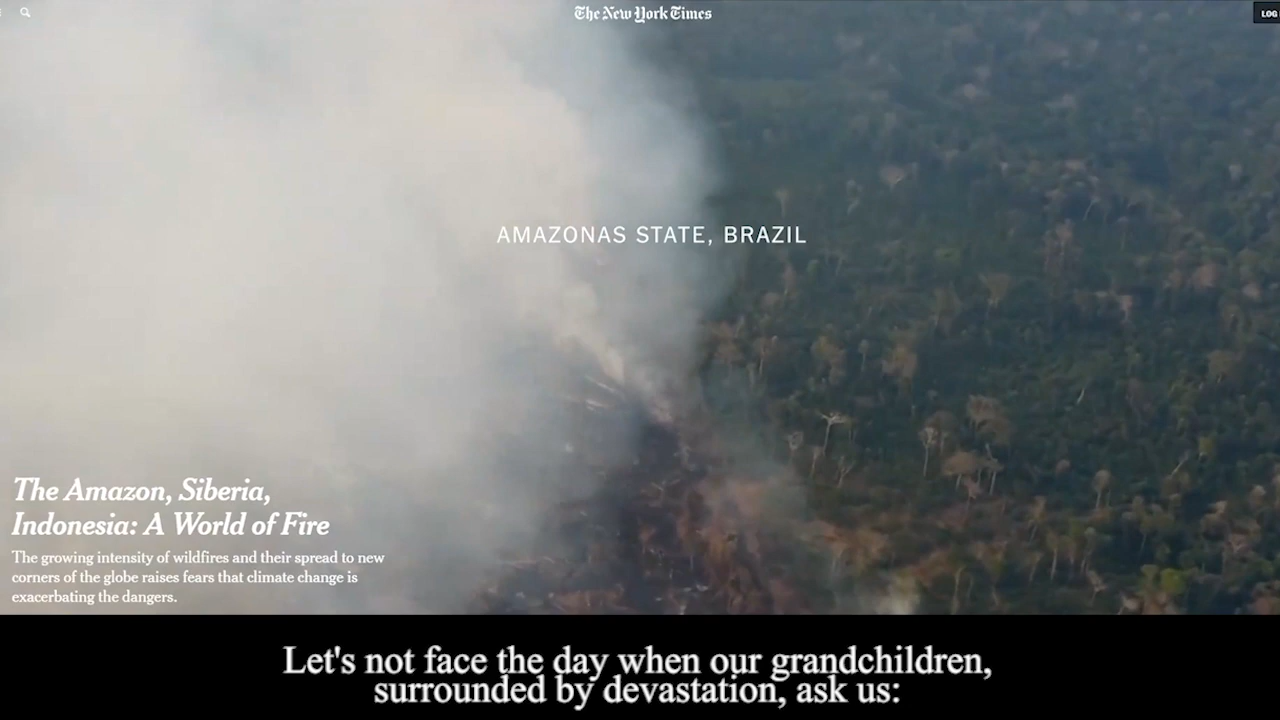 The New York Times
LOG
AMAZONAS STATE, BRAZIL
The Amazon, Siberia,
Indonesia: A World of Fire
The growing intensity of wildfires and their spread to new
corners of the globe raises fears that climate change is
exacerbating the dangers.
Let's not face the day when our grandchildren,
surrounded by devastation, ask us: